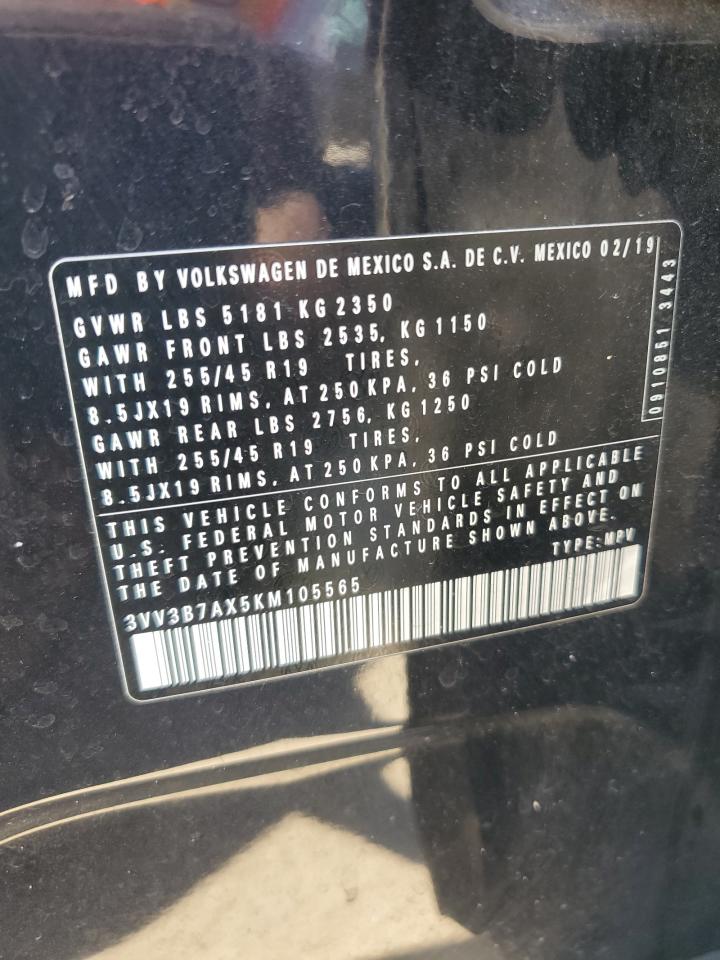 MFD BY VOLKSWAGEN DE MEXICO S.A. DE C.V. MEXICO 02/19
GVWR LBS 5181 KG 2350
GAWR FRONT LBS 2535, KG 1150
WITH 255/45 R19 TIRES,
8.5JX19 RIMS, AT 250 KPA, 36 PSI COLD
GAWR REAR LBS 2756, KG 1250
WITH 255/45 R19 TIRES,
8.5JX19 RIMS, AT 250 KPA, 36 PSI COLD
0910851 3443
THIS VEHICLE CONFORMS TO ALL APPLICABLE
U.S. FEDERAL MOTOR VEHICLE SAFETY AND
THEFT PREVENTION STANDARDS IN EFFECT ON
THE DATE OF MANUFACTURE SHOWN ABOVE.
TYPE:MPV
3VV3B7AX5KM105565